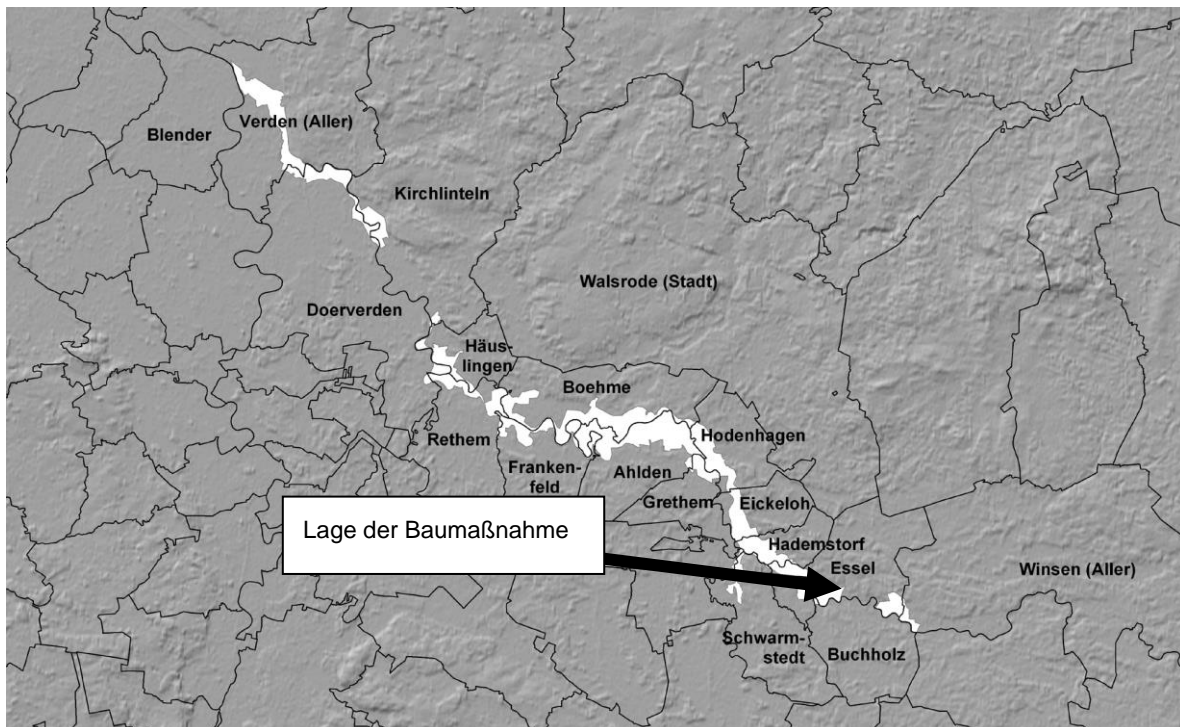 Blender
Verden (Aller)
Kirchlinteln
Walsrode (Stadt)
Doerverden
Häus-
lingen
Boehme
Rethem
Hodenhagen
Franken-
feld
Ahlden
Grethem
Eickeloh
Lage der Baumaßnahme
Hademstorf
Essel
Winsen (Aller)
Schwarm-
stedt
Buchholz